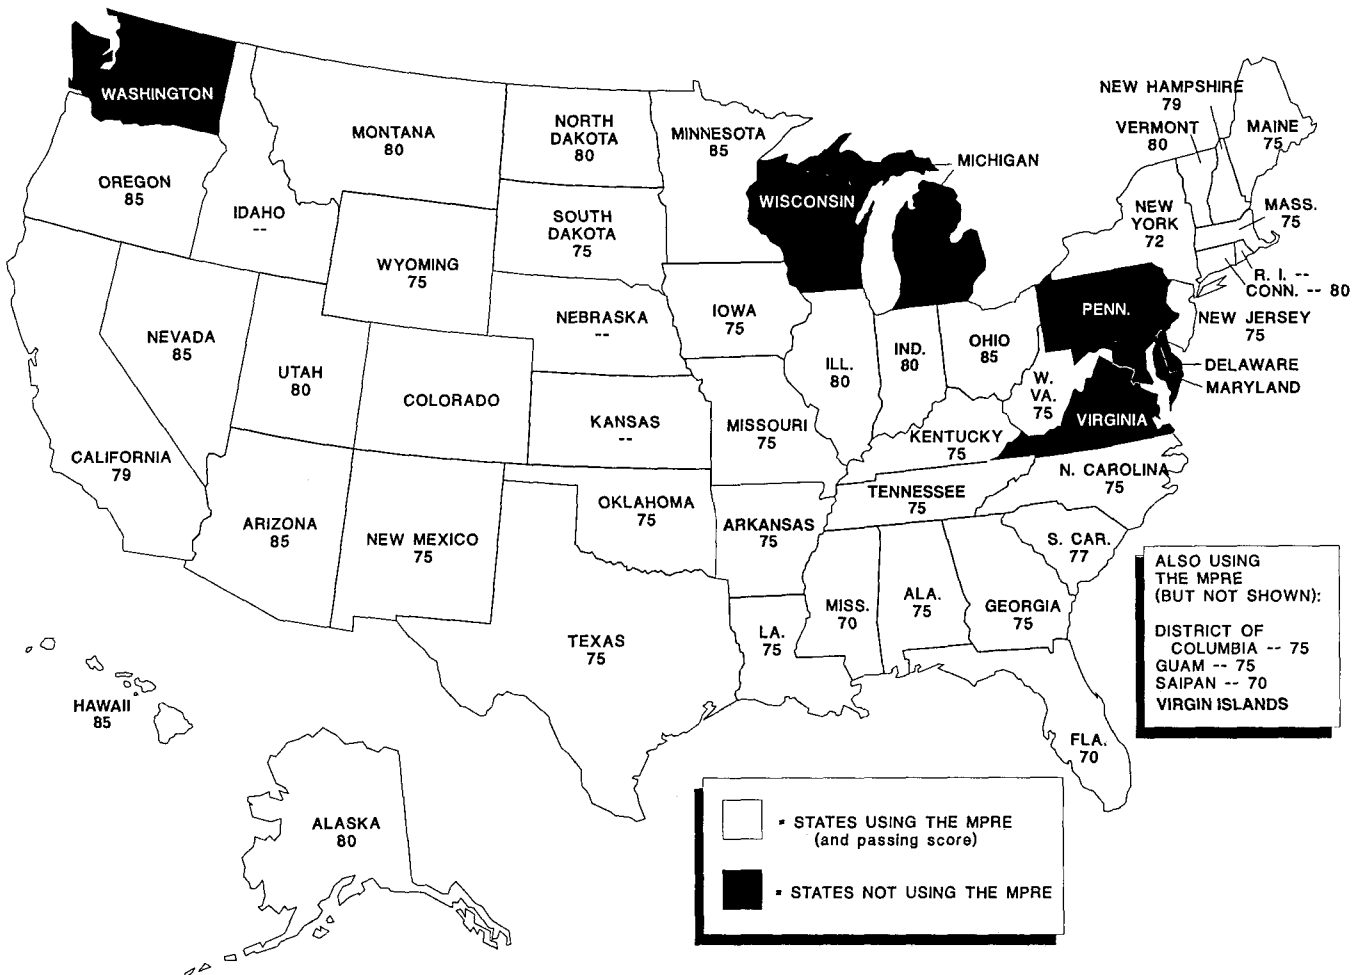 WASHINGTON
OREGON
85
IDAHO
--
MONTANA
80
NORTH
DAKOTA
80
MINNESOTA
85
WISCONSIN
MICHIGAN
NEW HAMPSHIRE
79
VERMONT
80
MAINE
75
NEW
YORK
72
MASS.
75
R. I. --
CONN. -- 80
WYOMING
75
SOUTH
DAKOTA
75
NEBRASKA
--
IOWA
75
PENN.
NEW JERSEY
75
DELAWARE
MARYLAND
NEVADA
85
UTAH
80
COLORADO
KANSAS
--
MISSOURI
75
ILL.
80
IND.
80
OHIO
85
W.
VA.
75
VIRGINIA
KENTUCKY
75
CALIFORNIA
79
ARIZONA
85
NEW MEXICO
75
OKLAHOMA
75
ARKANSAS
75
TENNESSEE
75
N. CAROLINA
75
S. CAR.
77
TEXAS
75
LA.
75
MISS.
70
ALA.
75
GEORGIA
75
FLA.
70
HAWAII
85
ALASKA
80
ALSO USING
THE MPRE
(BUT NOT SHOWN):
DISTRICT OF
COLUMBIA -- 75
GUAM -- 75
SAIPAN -- 70
VIRGIN ISLANDS
= STATES USING THE MPRE
(and passing score)
= STATES NOT USING THE MPRE